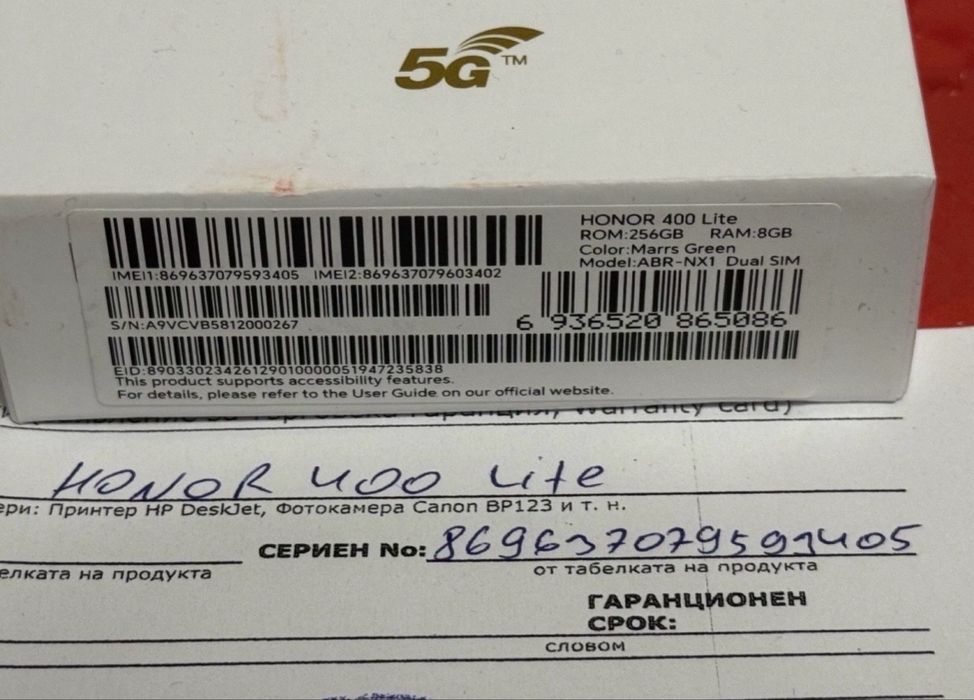 5G™
HONOR 400 Lite
ROM:256GB RAM:8GB
Color:Marrs Green
Model:ABR-NX1 Dual SIM
IMEI1:869637079593405 IMEI2:869637079603402
S/N:A9VCVB5812000267
6 936520 865086
EID:89033023426129010000051947235838
This product supports accessibility features.
For details, please refer to the User Guide on our official website.
гаранция, warranty card)
HONOR 400 Lite
ери: Принтер HP DeskJet, Фотокамера Canon BP123 и т. н.
СЕРИЕН No: 869637079593405
елката на продукта
от табелката на продукта
ГАРАНЦИОНЕН
СРОК:
словом